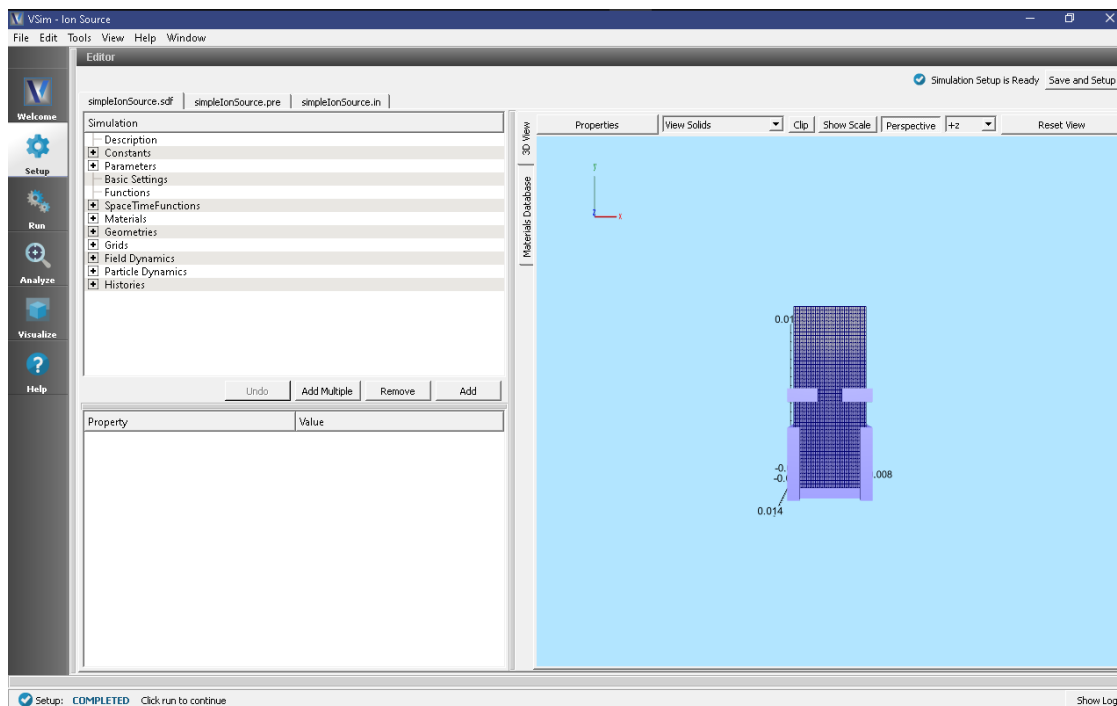 VSim - Ion Source
File Edit Tools View Help Window
Editor
Simulation Setup is Ready Save and Setup
simpleIonSource.sdf simpleIonSource.pre simpleIonSource.in
Welcome
Setup
Run
Analyze
Visualize
Help
Simulation
Description
Constants
Parameters
Basic Settings
Functions
SpaceTimeFunctions
Materials
Geometries
Grids
Field Dynamics
Particle Dynamics
Histories
Undo Add Multiple Remove Add
Property Value
3D View
Materials Database
Properties View Solids Clip Show Scale Perspective +z Reset View
Y
z x
0.01
-0.
-0.
.008
0.014
Setup: COMPLETED Click run to continue Show Log